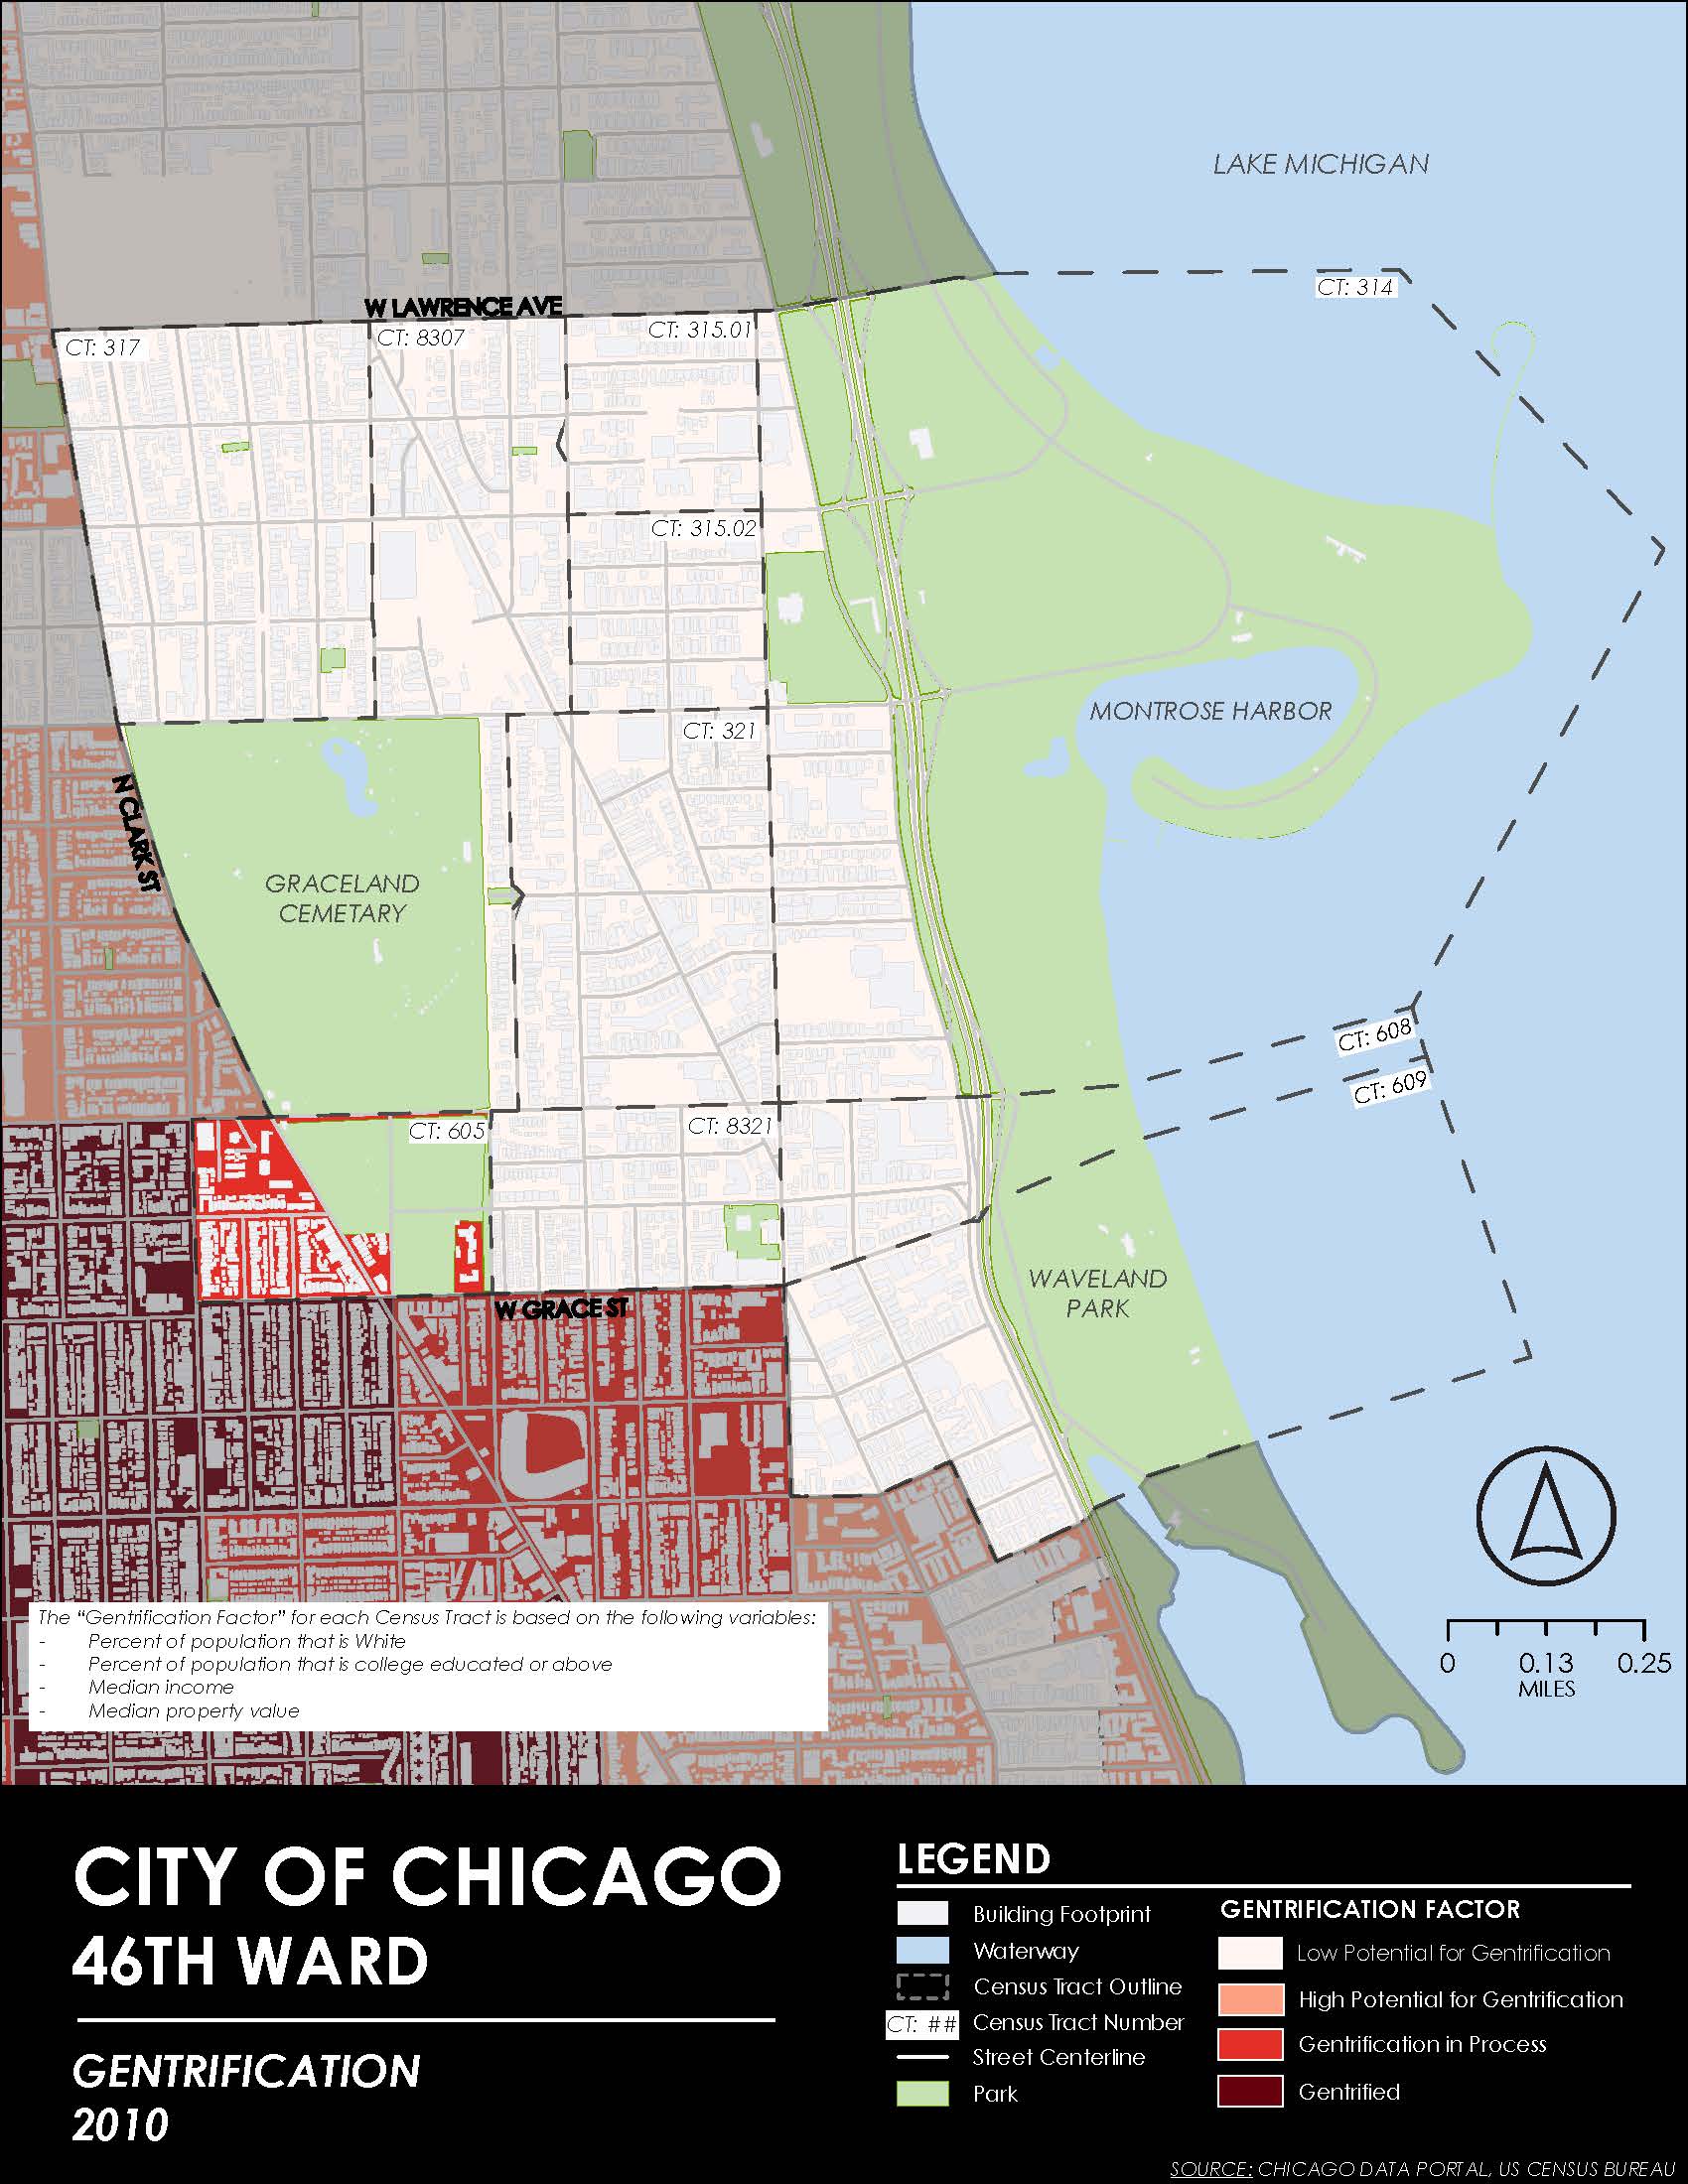 LAKE MICHIGAN
CT: 314
W LAWRENCE AVE
CT: 317
CT: 8307
CT: 315.01
CT: 315.02
MONTROSE HARBOR
CT: 321
N CLARK ST
GRACELAND
CEMETARY
CT: 608
CT: 609
CT: 605
CT: 8321
WAVELAND
PARK
W GRACE ST
The “Gentrification Factor” for each Census Tract is based on the following variables:
- Percent of population that is White
- Percent of population that is college educated or above
- Median income
- Median property value
0 0.13 0.25
MILES
CITY OF CHICAGO
46TH WARD
GENTRIFICATION
2010
LEGEND
Building Footprint
Waterway
Census Tract Outline
CT: ## Census Tract Number
Street Centerline
Park
GENTRIFICATION FACTOR
Low Potential for Gentrification
High Potential for Gentrification
Gentrification in Process
Gentrified
SOURCE: CHICAGO DATA PORTAL, US CENSUS BUREAU